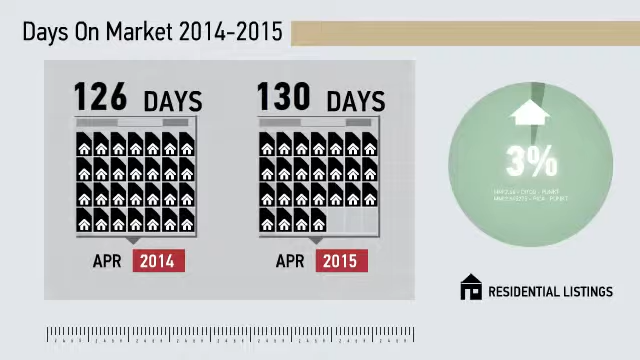 Days On Market 2014-2015
126 DAYS
130 DAYS
3%
APR 2014
APR 2015
RESIDENTIAL LISTINGS